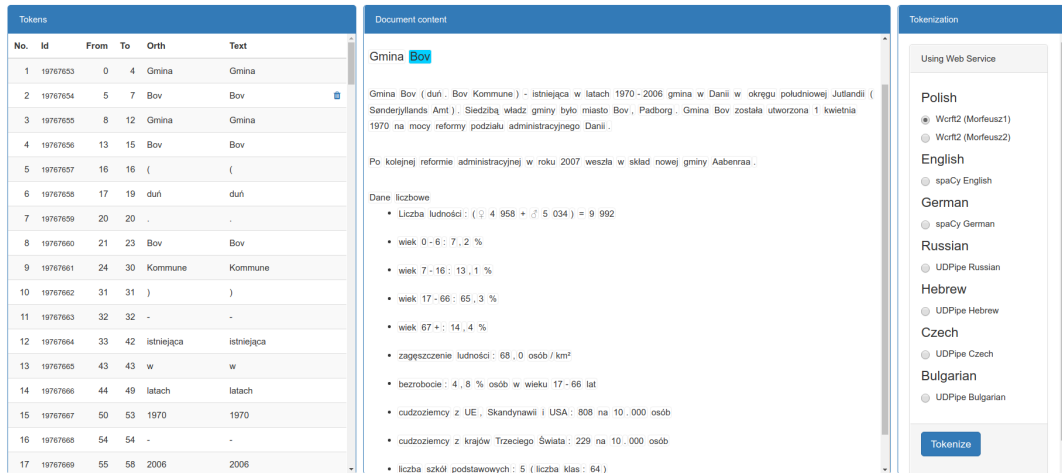 Tokens
No. Id From To Orth Text
1 19767653 0 4 Gmina Gmina
2 19767654 5 7 Bov Bov
3 19767655 8 12 Gmina Gmina
4 19767656 13 15 Bov Bov
5 19767657 16 16 ( (
6 19767658 17 19 duń duń
7 19767659 20 20 . .
8 19767660 21 23 Bov Bov
9 19767661 24 30 Kommune Kommune
10 19767662 31 31 ) )
11 19767663 32 32 - -
12 19767664 33 42 istniejąca istniejąca
13 19767665 43 43 w w
14 19767666 44 49 latach latach
15 19767667 50 53 1970 1970
16 19767668 54 54 - -
17 19767669 55 58 2006 2006
Document content
Gmina Bov
Gmina Bov ( duń . Bov Kommune ) - istniejąca w latach 1970 - 2006 gmina w Danii w okręgu południowej Jutlandii (
Sønderjyllands Amt ) . Siedzibą władz gminy było miasto Bov , Padborg . Gmina Bov została utworzona 1 kwietnia
1970 na mocy reformy podziału administracyjnego Danii .
Po kolejnej reformie administracyjnej w roku 2007 weszła w skład nowej gminy Aabenraa .
Dane liczbowe
• Liczba ludności : ( ♀ 4 958 + ♂ 5 034 ) = 9 992
• wiek 0 - 6 : 7 , 2 %
• wiek 7 - 16 : 13 , 1 %
• wiek 17 - 66 : 65 , 3 %
• wiek 67 + : 14 , 4 %
• zagęszczenie ludności : 68 , 0 osób / km²
• bezrobocie : 4 , 8 % osób w wieku 17 - 66 lat
• cudzoziemcy z UE , Skandynawii i USA : 808 na 10 . 000 osób
• cudzoziemcy z krajów Trzeciego Świata : 229 na 10 . 000 osób
• liczba szkół podstawowych : 5 ( liczba klas : 64 )
Tokenization
Using Web Service
Polish
Wcrft2 (Morfeusz1)
Wcrft2 (Morfeusz2)
English
spaCy English
German
spaCy German
Russian
UDPipe Russian
Hebrew
UDPipe Hebrew
Czech
UDPipe Czech
Bulgarian
UDPipe Bulgarian
Tokenize